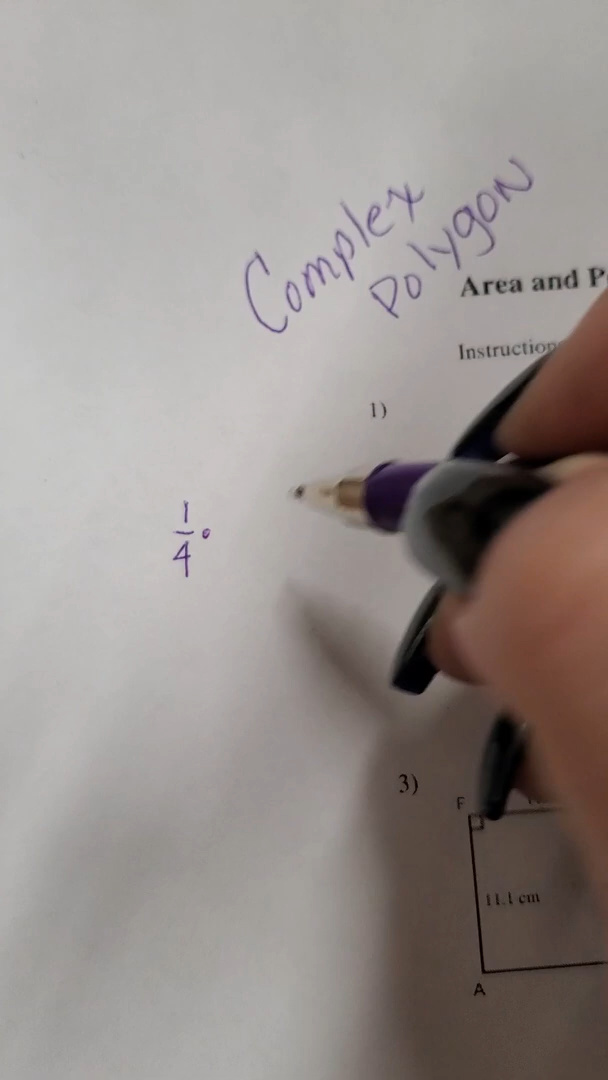 Complex
Polygon
Area and
Instruction
1)
1/4 •
3)
F
11.1 cm
A